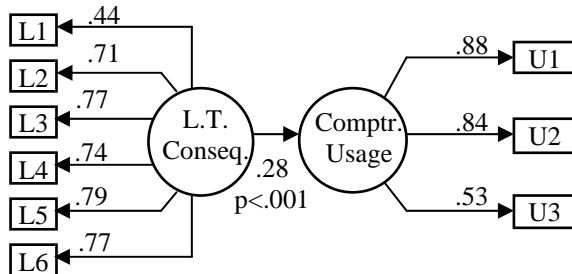 L1
.44
L2
.71
L3
.77
L4
.74
L5
.79
L6
.77
L.T.
Conseq.
.28
p<.001
Comptr.
Usage
.88
U1
.84
U2
.53
U3